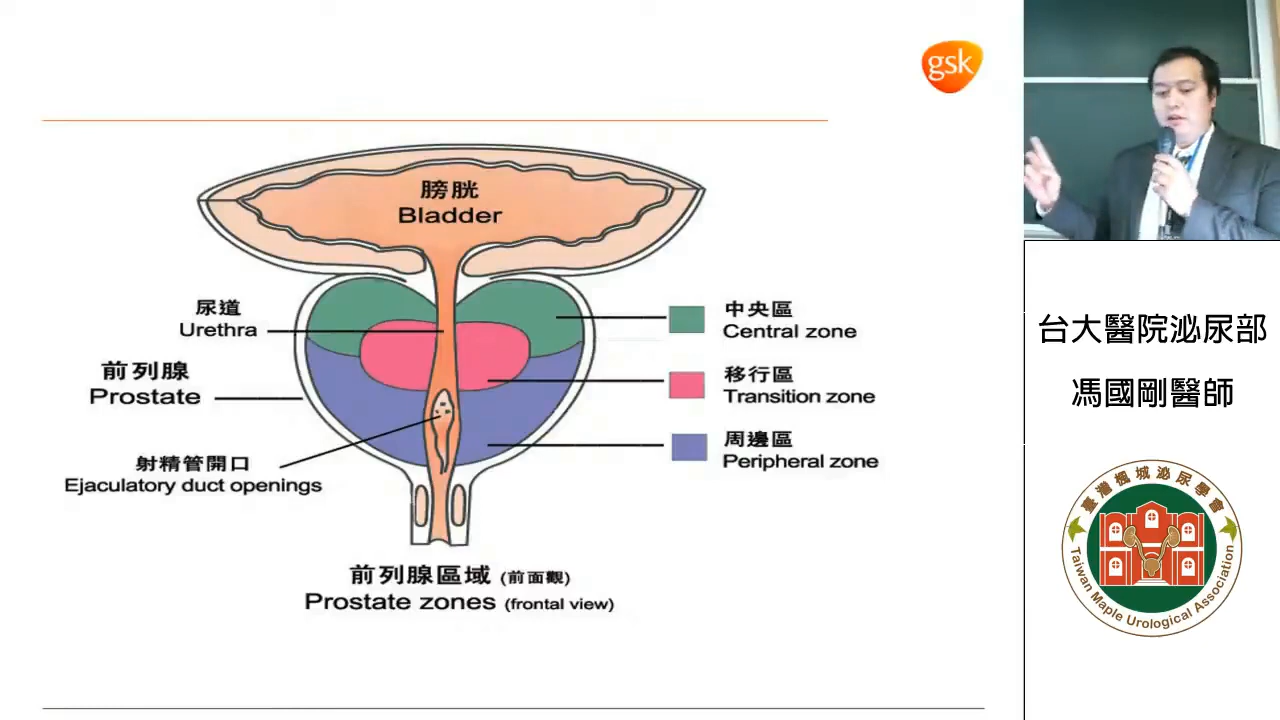 gsk
膀胱
Bladder
尿道
Urethra
前列腺
Prostate
射精管開口
Ejaculatory duct openings
中央區
Central zone
移行區
Transition zone
周邊區
Peripheral zone
前列腺區域 (前面觀)
Prostate zones (frontal view)
台大醫院泌尿部
馮國剛醫師
臺灣楓城泌尿學會
Taiwan Maple Urological Association